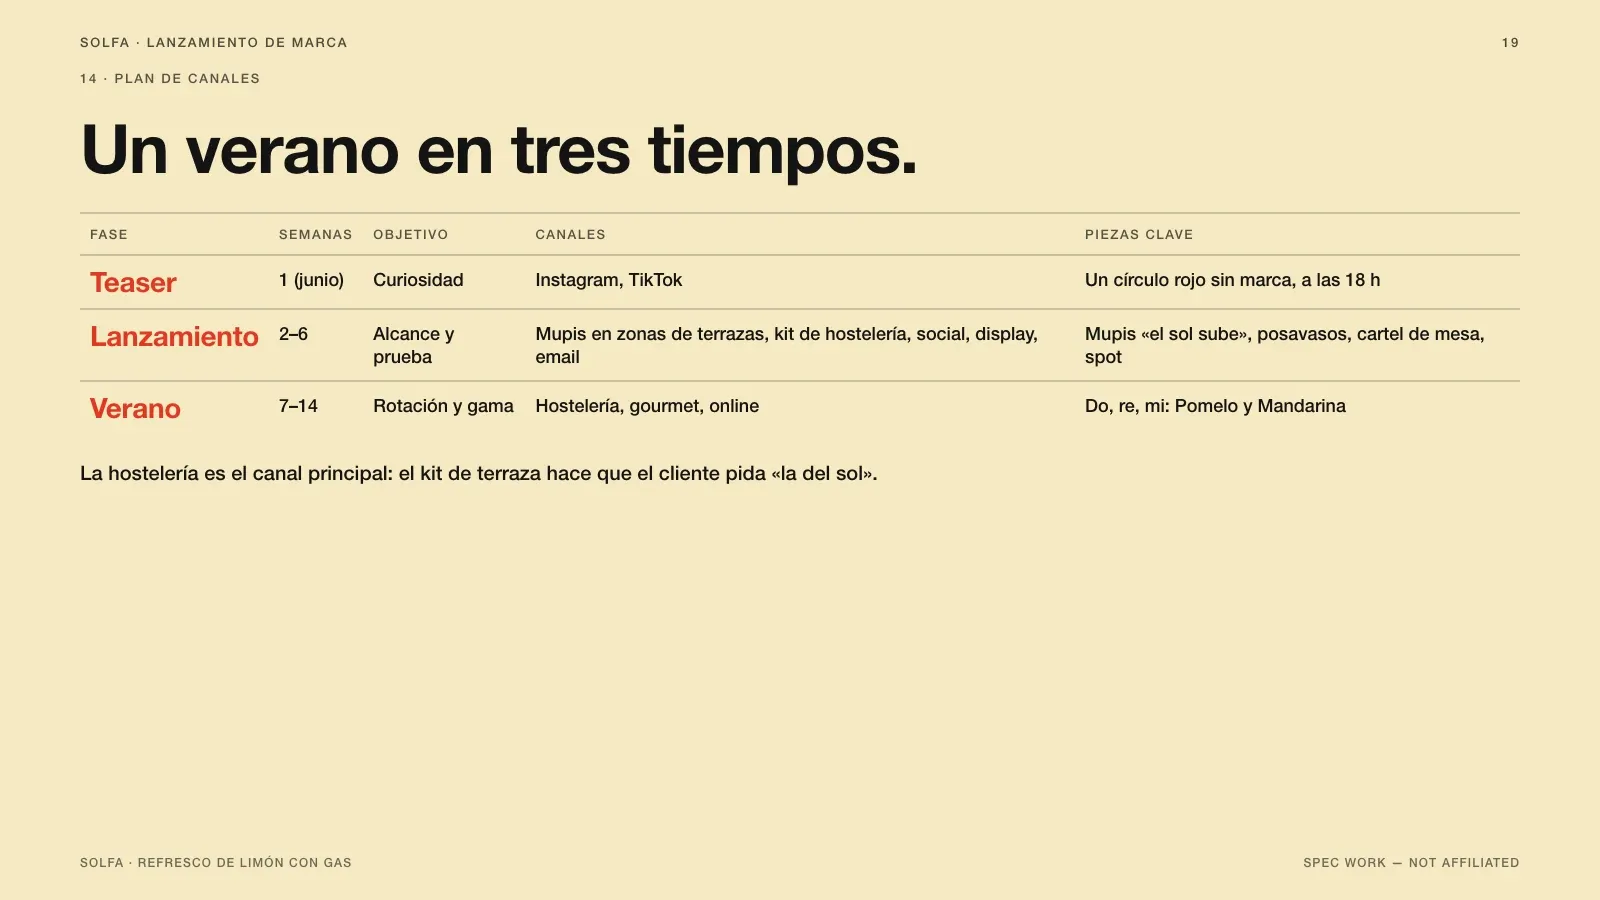 SOLFA · LANZAMIENTO DE MARCA
19
14 · PLAN DE CANALES
Un verano en tres tiempos.
FASE SEMANAS OBJETIVO CANALES PIEZAS CLAVE
Teaser 1 (junio) Curiosidad Instagram, TikTok Un círculo rojo sin marca, a las 18 h
Lanzamiento 2–6 Alcance y Mupis en zonas de terrazas, kit de hostelería, social, display, Mupis «el sol sube», posavasos, cartel de mesa,
prueba email spot
Verano 7–14 Rotación y gama Hostelería, gourmet, online Do, re, mi: Pomelo y Mandarina
La hostelería es el canal principal: el kit de terraza hace que el cliente pida «la del sol».
SOLFA · REFRESCO DE LIMÓN CON GAS
SPEC WORK — NOT AFFILIATED